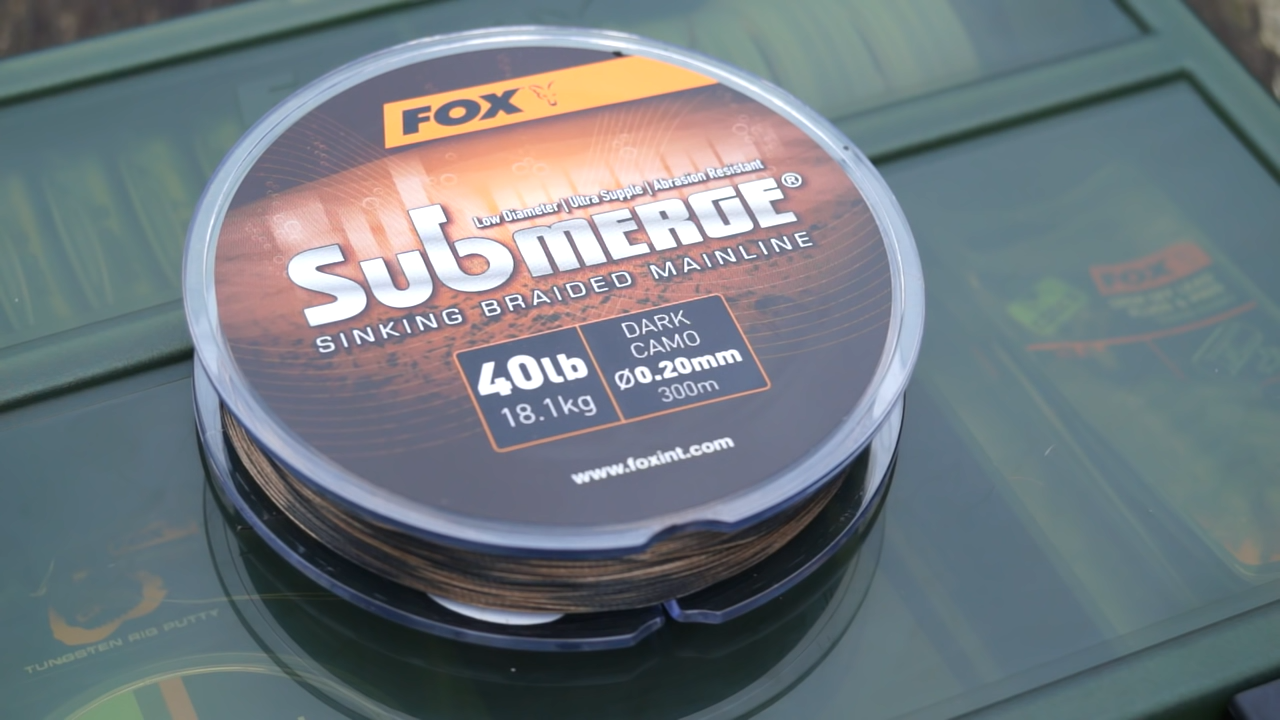 FOX
Low Diameter | Ultra Supple | Abrasion Resistant
SubMERGE®
SINKING BRAIDED MAINLINE
40lb
18.1kg
DARK
CAMO
Ø0.20mm
300m
www.foxint.com
FOX
TUNGSTEN RIG PUTTY